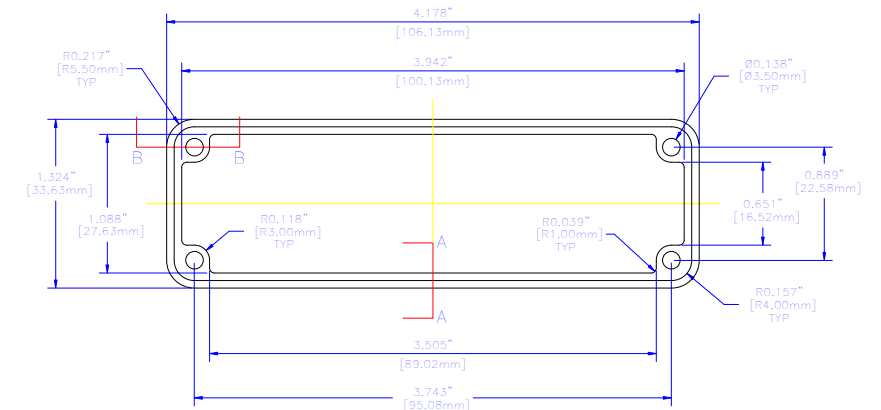 4.178"
[106.13mm]
R0.217"
[R5.50mm]
TYP
3.942"
[100.13mm]
Ø0.138"
[Ø3.50mm]
TYP
B
B
1.324"
[33.63mm]
1.088"
[27.63mm]
0.889"
[22.58mm]
0.651"
[16.52mm]
R0.118"
[R3.00mm]
TYP
R0.039"
[R1.00mm]
TYP
A
A
R0.157"
[R4.00mm]
TYP
3.505"
[89.02mm]
3.743"
[95.08mm]